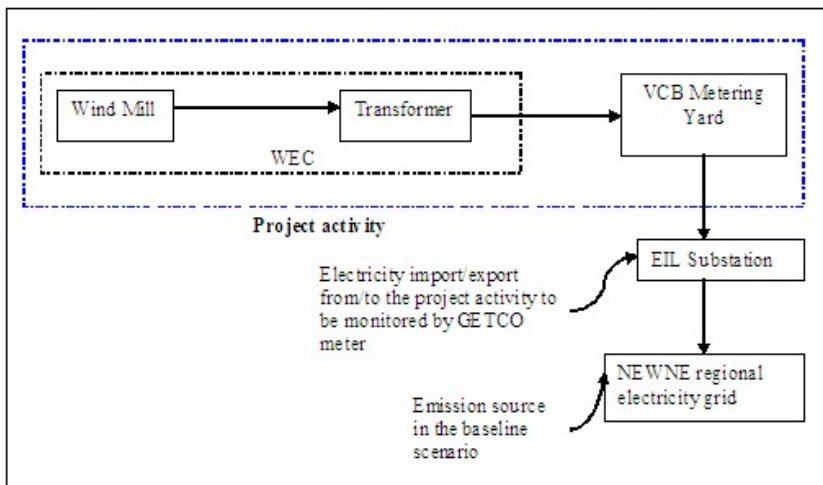 Wind Mill
Transformer
VCB Metering
Yard
WEC
Project activity
EIL Substation
Electricity import/export
from/to the project activity to
be monitored by GETCO
meter
NEWNE regional
electricity grid
Emission source
in the baseline
scenario